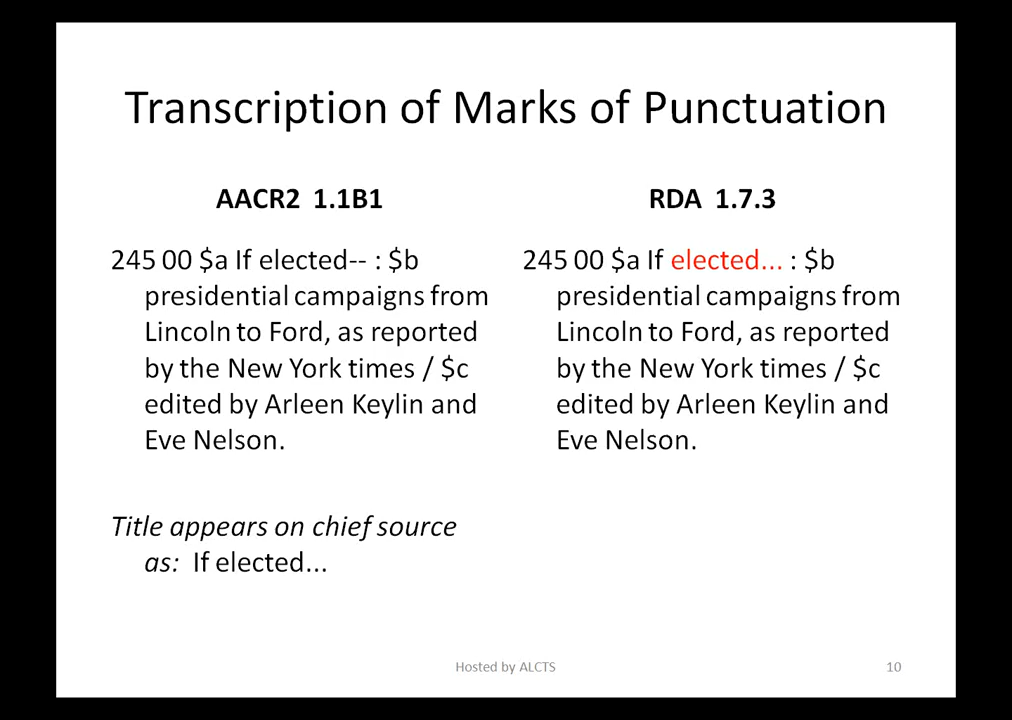 Transcription of Marks of Punctuation
AACR2 1.1B1
245 00 $a If elected-- : $b
presidential campaigns from
Lincoln to Ford, as reported
by the New York times / $c
edited by Arleen Keylin and
Eve Nelson.
Title appears on chief source
as: If elected...
RDA 1.7.3
245 00 $a If elected... : $b
presidential campaigns from
Lincoln to Ford, as reported
by the New York times / $c
edited by Arleen Keylin and
Eve Nelson.
Hosted by ALCTS
10